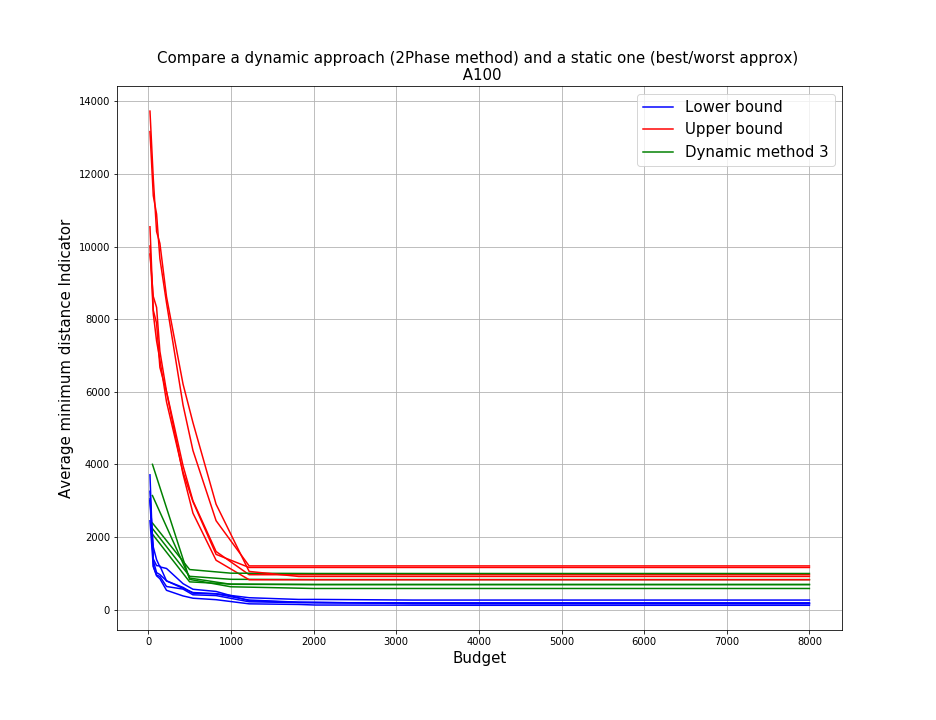 Compare a dynamic approach (2Phase method) and a static one (best/worst approx)
A100
Lower bound
Upper bound
Dynamic method 3
Average minimum distance Indicator
14000
12000
10000
8000
6000
4000
2000
0
0 1000 2000 3000 4000 5000 6000 7000 8000
Budget